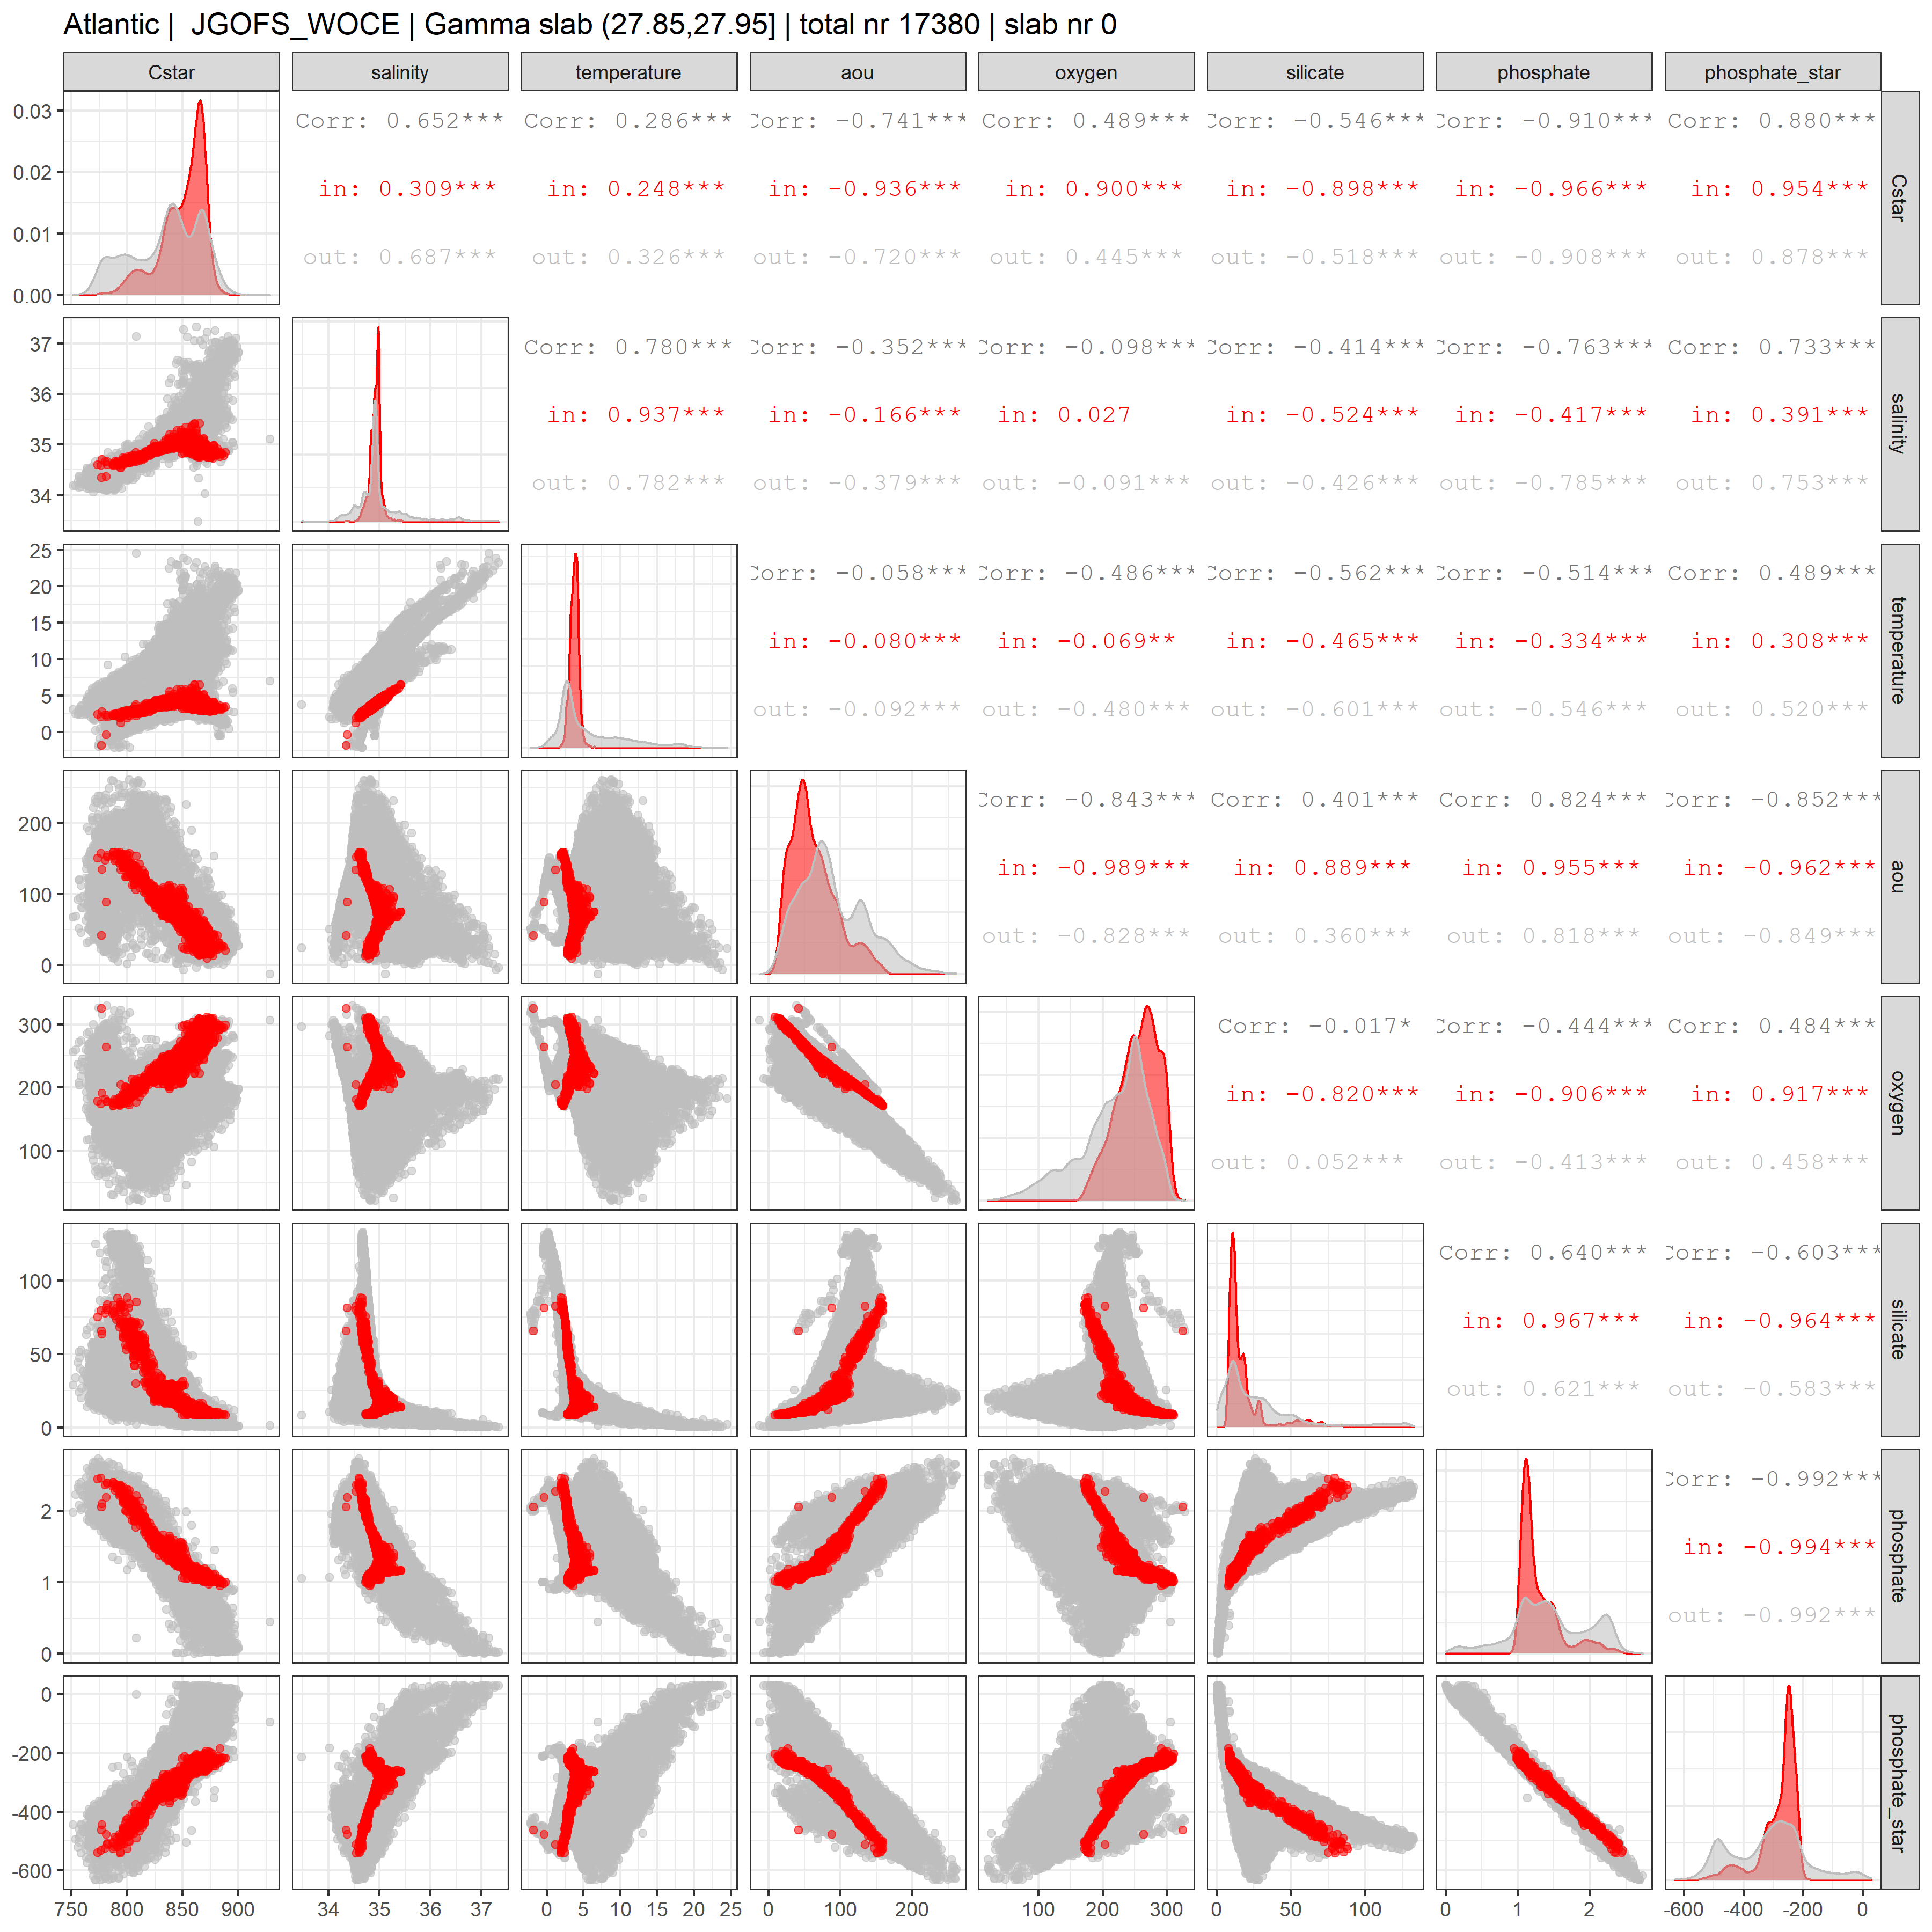 Atlantic |  JGOFS_WOCE | Gamma slab (27.85,27.95] | total nr 17380 | slab nr 0
Cstar salinity temperature aou oxygen silicate phosphate phosphate_star
0.03
Corr: 0.652*** Corr: 0.286*** Corr: -0.741*** Corr: 0.489*** Corr: -0.546*** Corr: -0.910*** Corr: 0.880***
0.02
in: 0.309*** in: 0.248*** in: -0.936*** in: 0.900*** in: -0.898*** in: -0.966*** in: 0.954***
Cstar
0.01
out: 0.687*** out: 0.326*** out: -0.720*** out: 0.445*** out: -0.518*** out: -0.908*** out: 0.878***
0.00
37
Corr: 0.780*** Corr: -0.352*** Corr: -0.098*** Corr: -0.414*** Corr: -0.763*** Corr: 0.733***
36
in: 0.937*** in: -0.166*** in: 0.027 in: -0.524*** in: -0.417*** in: 0.391***
salinity
35
out: 0.782*** out: -0.379*** out: -0.091*** out: -0.426*** out: -0.785*** out: 0.753***
34
25
Corr: -0.058*** Corr: -0.486*** Corr: -0.562*** Corr: -0.514*** Corr: 0.489***
20
15
in: -0.080*** in: -0.069** in: -0.465*** in: -0.334*** in: 0.308***
temperature
10
5
out: -0.092*** out: -0.480*** out: -0.601*** out: -0.546*** out: 0.520***
0
Corr: -0.843*** Corr: 0.401*** Corr: 0.824*** Corr: -0.852***
200
in: -0.989*** in: 0.889*** in: 0.955*** in: -0.962***
aou
100
out: -0.828*** out: 0.360*** out: 0.818*** out: -0.849***
0
300
Corr: -0.017* Corr: -0.444*** Corr: 0.484***
200
in: -0.820*** in: -0.906*** in: 0.917***
oxygen
100
out: 0.052*** out: -0.413*** out: 0.458***
Corr: 0.640*** Corr: -0.603***
100
in: 0.967*** in: -0.964***
silicate
50
out: 0.621*** out: -0.583***
0
Corr: -0.992***
2
in: -0.994***
phosphate
1
out: -0.992***
0
0
-200
phosphate_star
-400
-600
750 800 850 900 34 35 36 37 0 5 10 15 20 25 0 100 200 100 200 300 0 50 100 0 1 2 -600 -400 -200 0